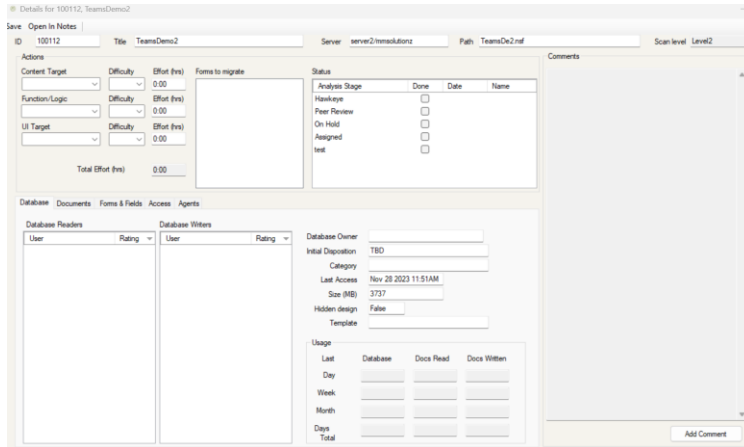 Details for 100112, TeamsDemo2
Save Open In Notes
ID 100112 Title TeamsDemo2 Server server2/mmsolutionz Path TeamsDe2.nsf Scan level Level2
Actions
Content Target Difficulty Effort (hrs) Forms to migrate
0:00
Function/Logic Difficulty Effort (hrs)
0:00
UI Target Difficulty Effort (hrs)
0:00
Total Effort (hrs) 0:00
Status
Analysis Stage Done Date Name
Hawkeye
Peer Review
On Hold
Assigned
test
Comments
Database Documents Forms & Fields Access Agents
Database Readers
User Rating
Database Writers
User Rating
Database Owner
Initial Disposition TBD
Category
Last Access Nov 28 2023 11:51AM
Size (MB) 3737
Hidden design False
Template
Usage
Last Database Docs Read Docs Written
Day
Week
Month
Days
Total
Add Comment